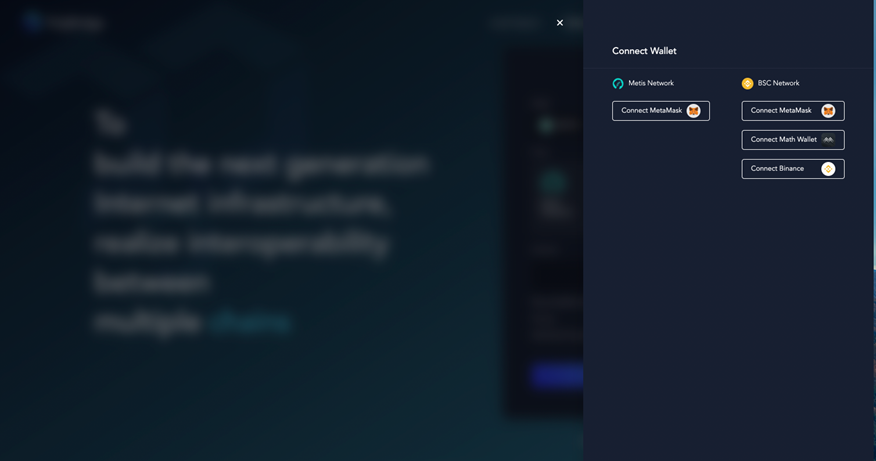 Connect Wallet
Metis Network
Connect MetaMask
BSC Network
Connect MetaMask
Connect Math Wallet
Connect Binance
To
build the next generation
Internet infrastructure,
realize interoperability
between
multiple chains